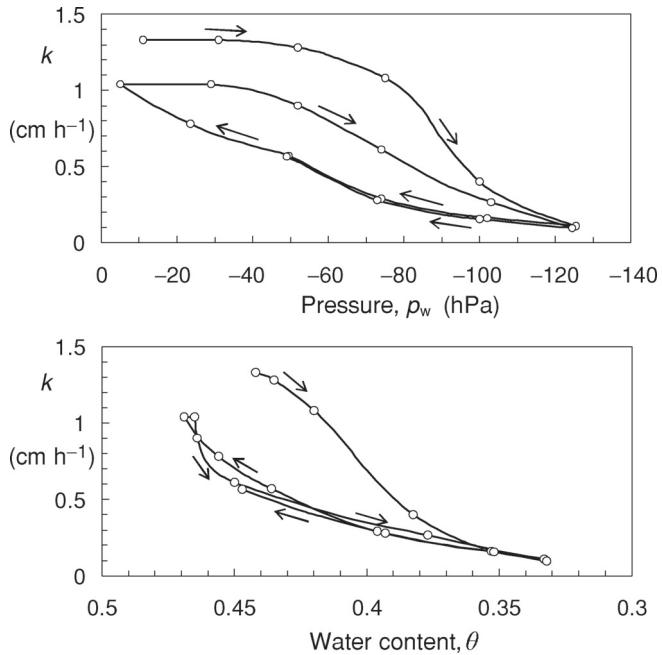 1.5
k
1
(cm h⁻¹)
0.5
0
0 −20 −40 −60 −80 −100 −120 −140
Pressure, pw (hPa)
1.5
k
1
(cm h⁻¹)
0.5
0
0.5 0.45 0.4 0.35 0.3
Water content, θ